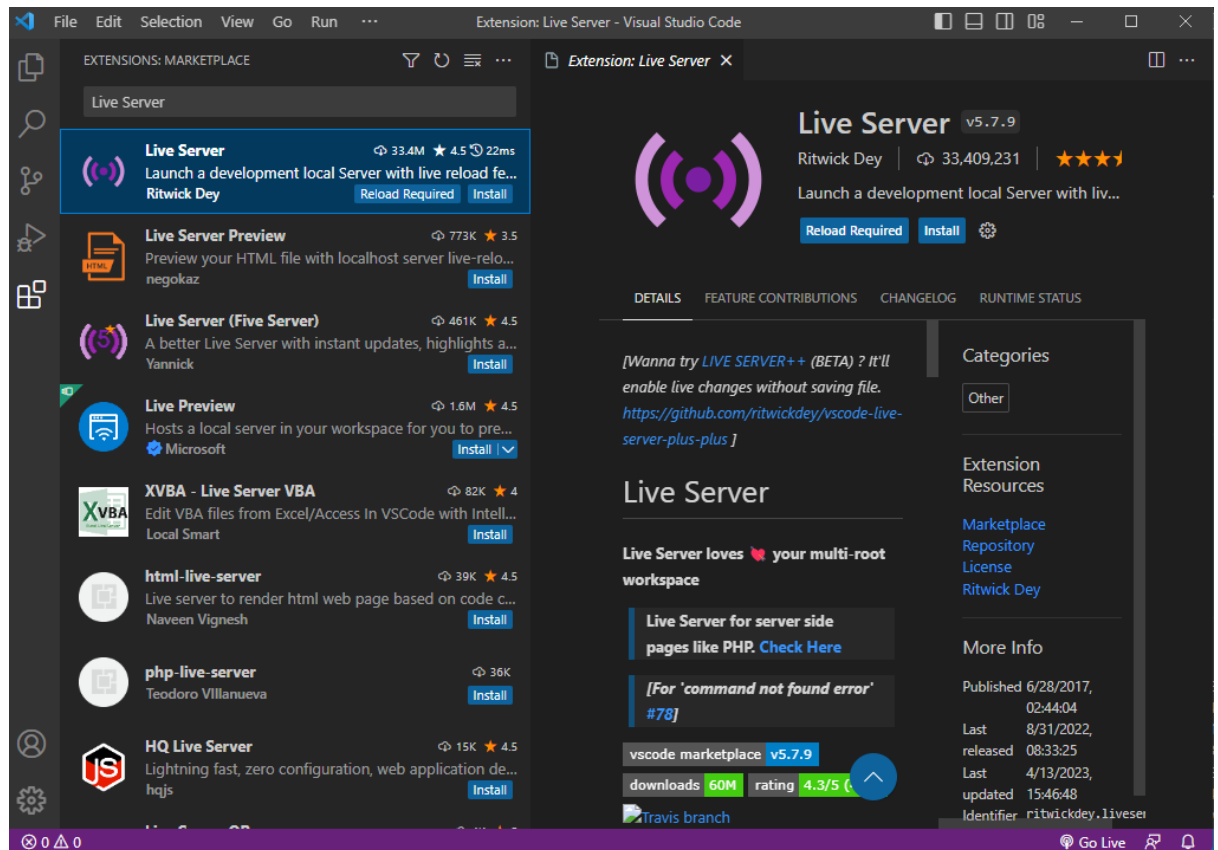 File Edit Selection View Go Run ··· Extension: Live Server - Visual Studio Code
EXTENSIONS: MARKETPLACE
Live Server
Live Server 33.4M ★ 4.5 22ms
Launch a development local Server with live reload fe...
Ritwick Dey Reload Required Install
Live Server Preview 773K ★ 3.5
Preview your HTML file with localhost server live-relo...
negokaz Install
HTML
Live Server (Five Server) 461K ★ 4.5
A better Live Server with instant updates, highlights a...
Yannick Install
5
Live Preview 1.6M ★ 4.5
Hosts a local server in your workspace for you to pre...
Microsoft Install
XVBA - Live Server VBA 82K ★ 4
Edit VBA files from Excel/Access In VSCode with Intell...
Local Smart Install
XVBA
html-live-server 39K ★ 4.5
Live server to render html web page based on code c...
Naveen Vignesh Install
php-live-server 36K
Teodoro VIllanueva Install
HQ Live Server 15K ★ 4.5
Lightning fast, zero configuration, web application de...
hqjs Install
JS
Extension: Live Server
Live Server v5.7.9
Ritwick Dey 33,409,231
Launch a development local Server with liv...
Reload Required Install
DETAILS FEATURE CONTRIBUTIONS CHANGELOG RUNTIME STATUS
[Wanna try LIVE SERVER++ (BETA) ? It'll
enable live changes without saving file.
https://github.com/ritwickdey/vscode-live-
server-plus-plus ]
Live Server
Live Server loves 💘 your multi-root
workspace
Live Server for server side
pages like PHP. Check Here
[For 'command not found error'
#78]
vscode marketplace v5.7.9
downloads 60M rating 4.3/5
Travis branch
Categories
Other
Extension
Resources
Marketplace
Repository
License
Ritwick Dey
More Info
Published 6/28/2017,
02:44:04
Last 8/31/2022,
released 08:33:25
Last 4/13/2023,
updated 15:46:48
Identifier ritwickdey.liveser
0 0 Go Live